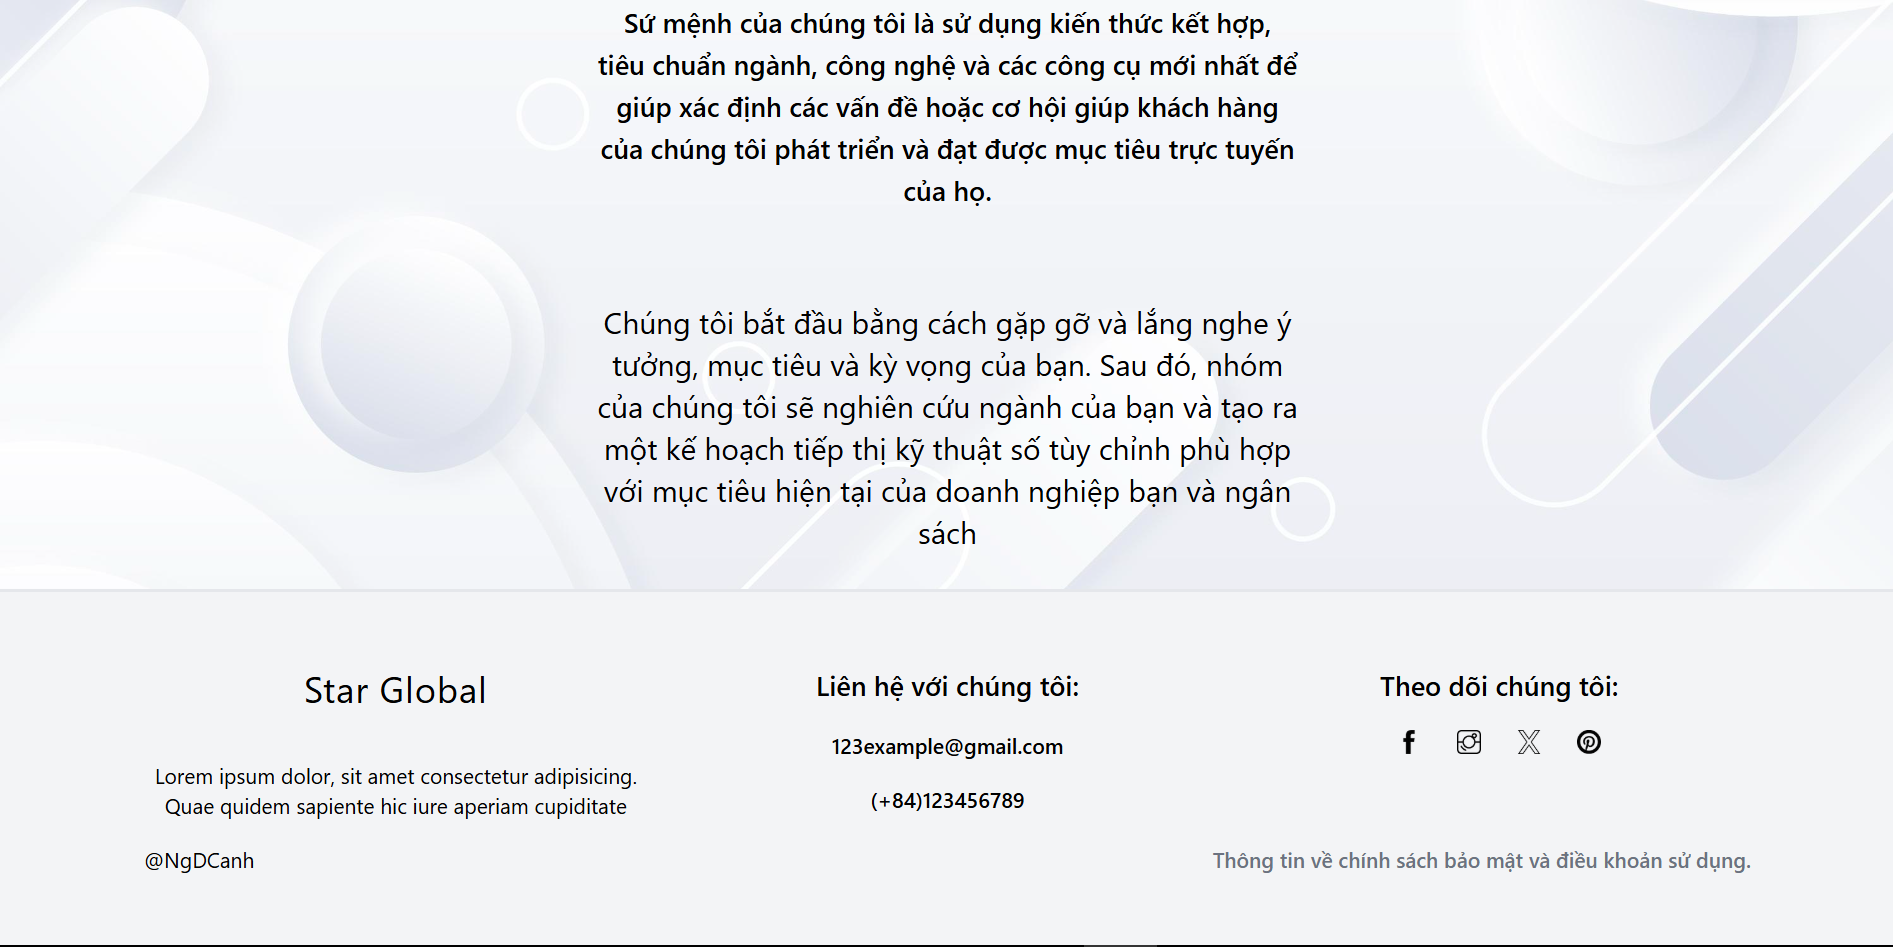 Sứ mệnh của chúng tôi là sử dụng kiến thức kết hợp,
tiêu chuẩn ngành, công nghệ và các công cụ mới nhất để
giúp xác định các vấn đề hoặc cơ hội giúp khách hàng
của chúng tôi phát triển và đạt được mục tiêu trực tuyến
của họ.
Chúng tôi bắt đầu bằng cách gặp gỡ và lắng nghe ý
tưởng, mục tiêu và kỳ vọng của bạn. Sau đó, nhóm
của chúng tôi sẽ nghiên cứu ngành của bạn và tạo ra
một kế hoạch tiếp thị kỹ thuật số tùy chỉnh phù hợp
với mục tiêu hiện tại của doanh nghiệp bạn và ngân
sách
Star Global
Lorem ipsum dolor, sit amet consectetur adipisicing.
Quae quidem sapiente hic iure aperiam cupiditate
@NgDCanh
Liên hệ với chúng tôi:
123example@gmail.com
(+84)123456789
Theo dõi chúng tôi:
Thông tin về chính sách bảo mật và điều khoản sử dụng.